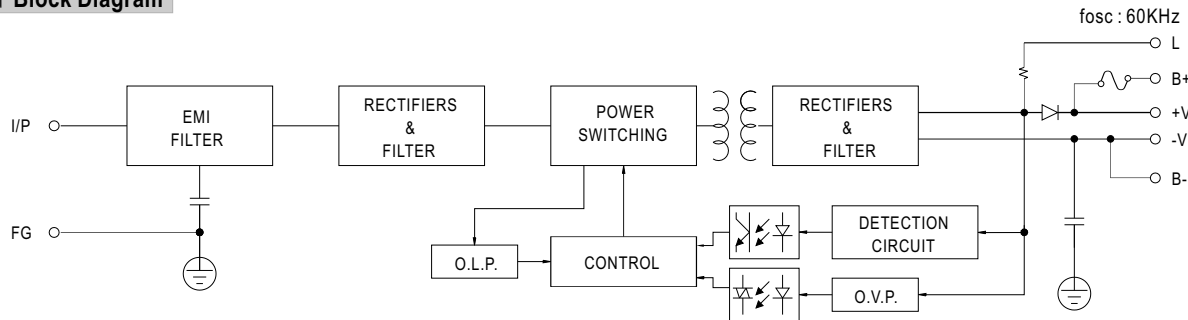 Block Diagram
fosc : 60KHz
L
B+
+V
-V
B-
I/P
EMI
FILTER
RECTIFIERS
&
FILTER
POWER
SWITCHING
RECTIFIERS
&
FILTER
FG
O.L.P.
CONTROL
DETECTION
CIRCUIT
O.V.P.